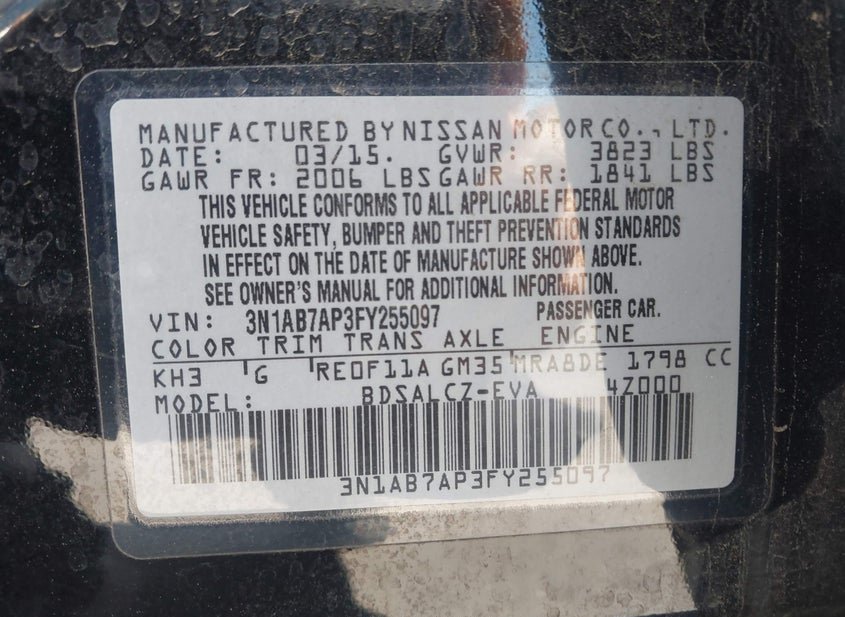 MANUFACTURED BY NISSAN MOTOR CO., LTD.
DATE: 03/15. GVWR: 3823 LBS
GAWR FR: 2006 LBS GAWR RR: 1841 LBS
THIS VEHICLE CONFORMS TO ALL APPLICABLE FEDERAL MOTOR
VEHICLE SAFETY, BUMPER AND THEFT PREVENTION STANDARDS
IN EFFECT ON THE DATE OF MANUFACTURE SHOWN ABOVE.
SEE OWNER'S MANUAL FOR ADDITIONAL INFORMATION.
VIN: 3N1AB7AP3FY255097 PASSENGER CAR.
COLOR TRIM TRANS AXLE ENGINE
KH3 G RE0F11A GM35 MRA8DE 1798 CC
MODEL: BDSALCZ-EVA 4Z000
3N1AB7AP3FY255097